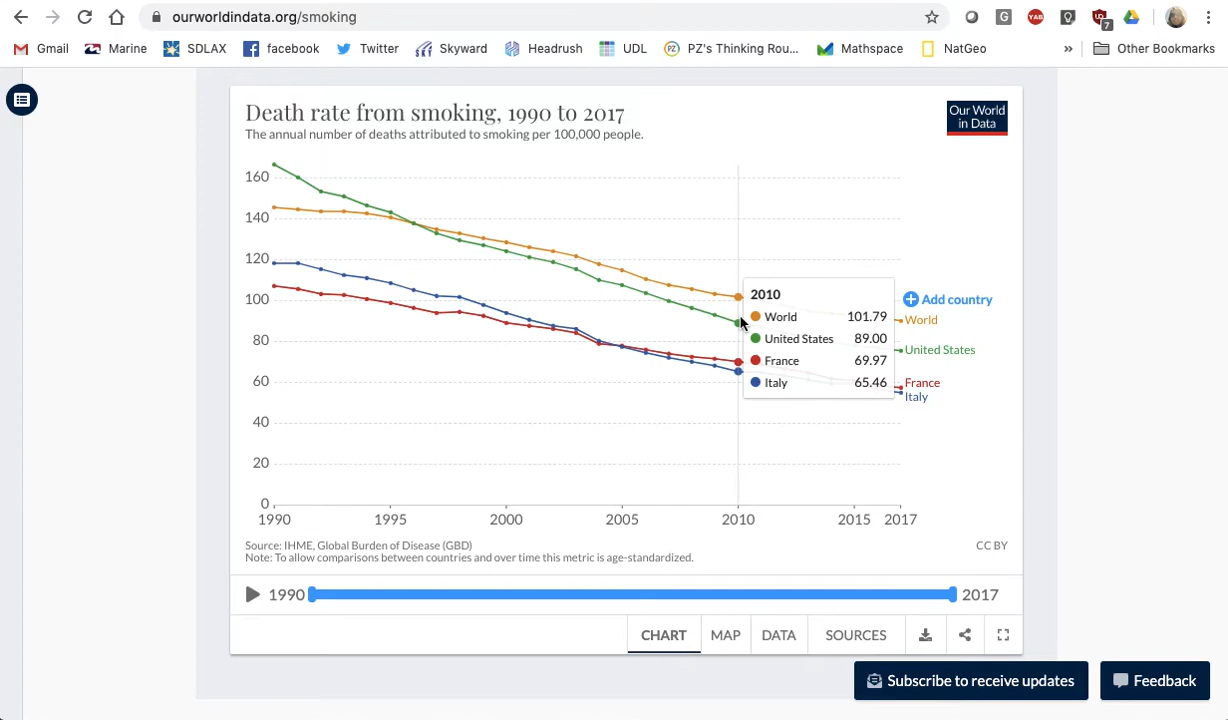 ourworldindata.org/smoking
G
YAB
7
Gmail Marine SDLAX facebook Twitter Skyward Headrush UDL PZ's Thinking Rou... Mathspace NatGeo » Other Bookmarks
Death rate from smoking, 1990 to 2017
The annual number of deaths attributed to smoking per 100,000 people.
Our World
in Data
160
140
120
100
80
60
40
20
0
1990 1995 2000 2005 2010 2015 2017
2010
World 101.79
United States 89.00
France 69.97
Italy 65.46
Add country
World
United States
France
Italy
Source: IHME, Global Burden of Disease (GBD)
CC BY
Note: To allow comparisons between countries and over time this metric is age-standardized.
1990 2017
CHART MAP DATA SOURCES
Subscribe to receive updates
Feedback